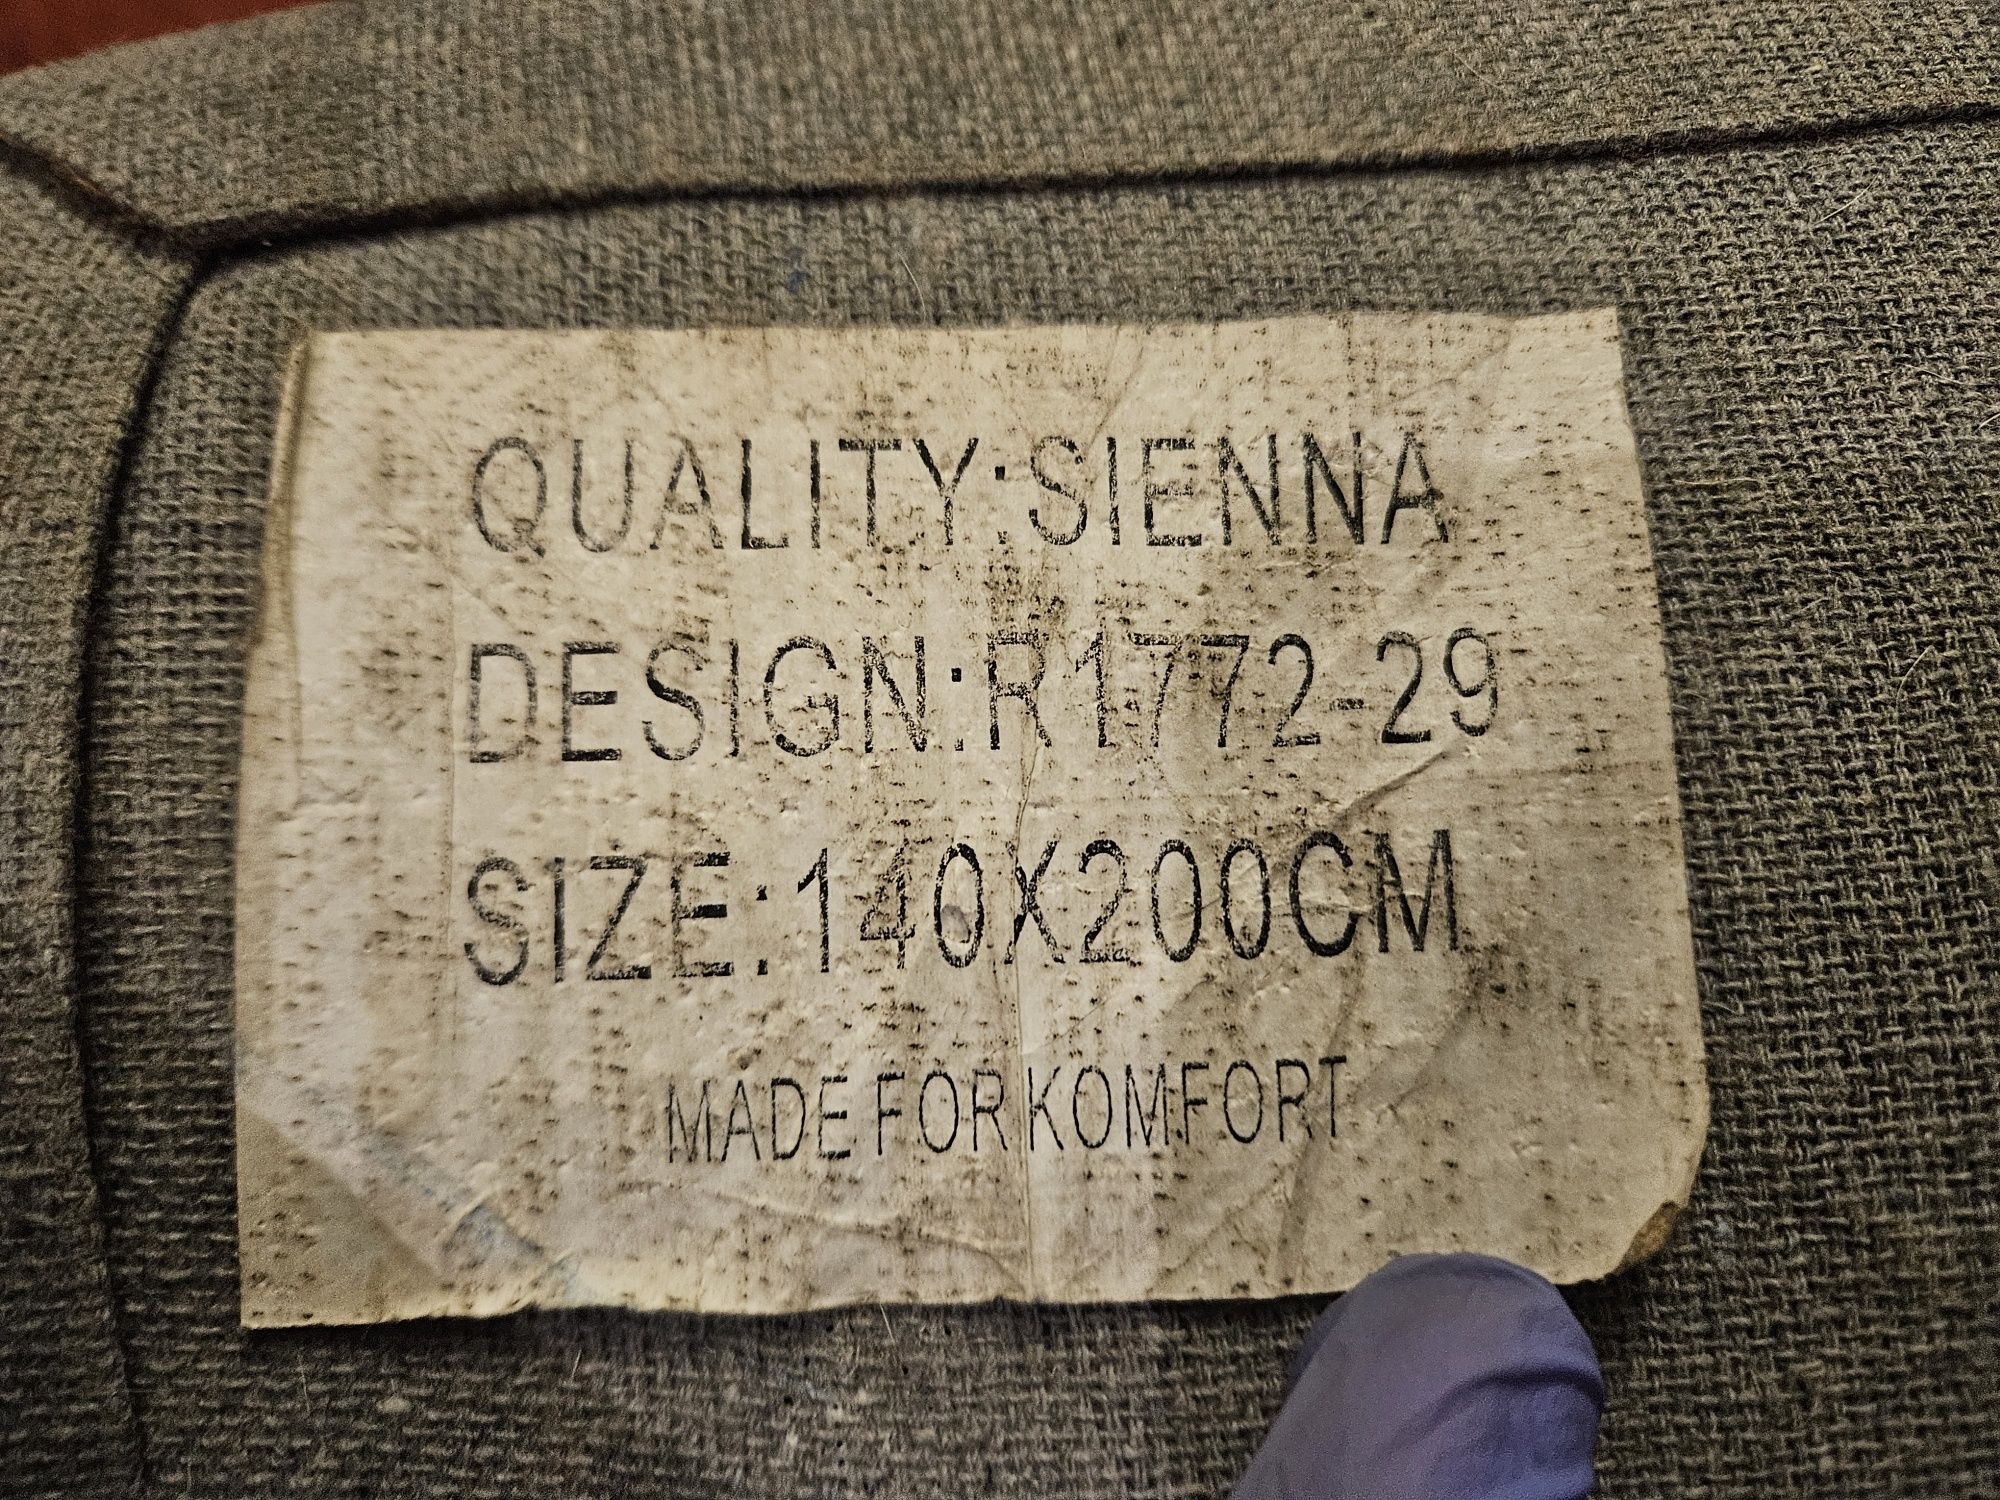 QUALITY:SIENNA
DESIGN:R1772-29
SIZE:140X200CM
MADE FOR KOMFORT